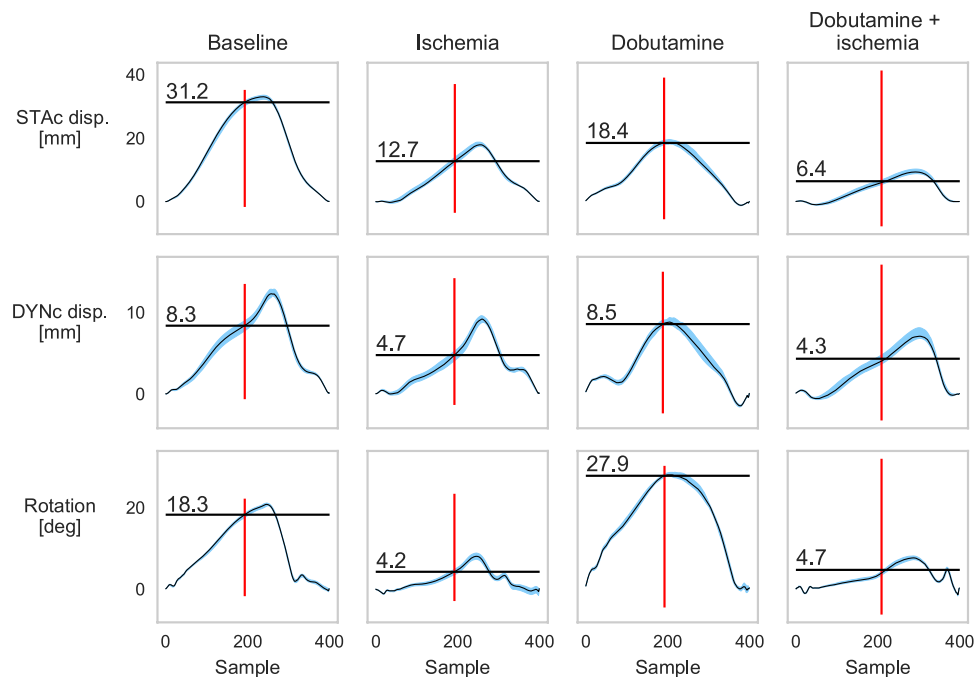 Baseline
Ischemia
Dobutamine
Dobutamine +
ischemia
STAc disp.
[mm]
40
20
0
31.2
12.7
18.4
6.4
DYNc disp.
[mm]
10
0
8.3
4.7
8.5
4.3
Rotation
[deg]
20
0
18.3
4.2
27.9
4.7
0 200 400
0 200 400
0 200 400
0 200 400
Sample
Sample
Sample
Sample